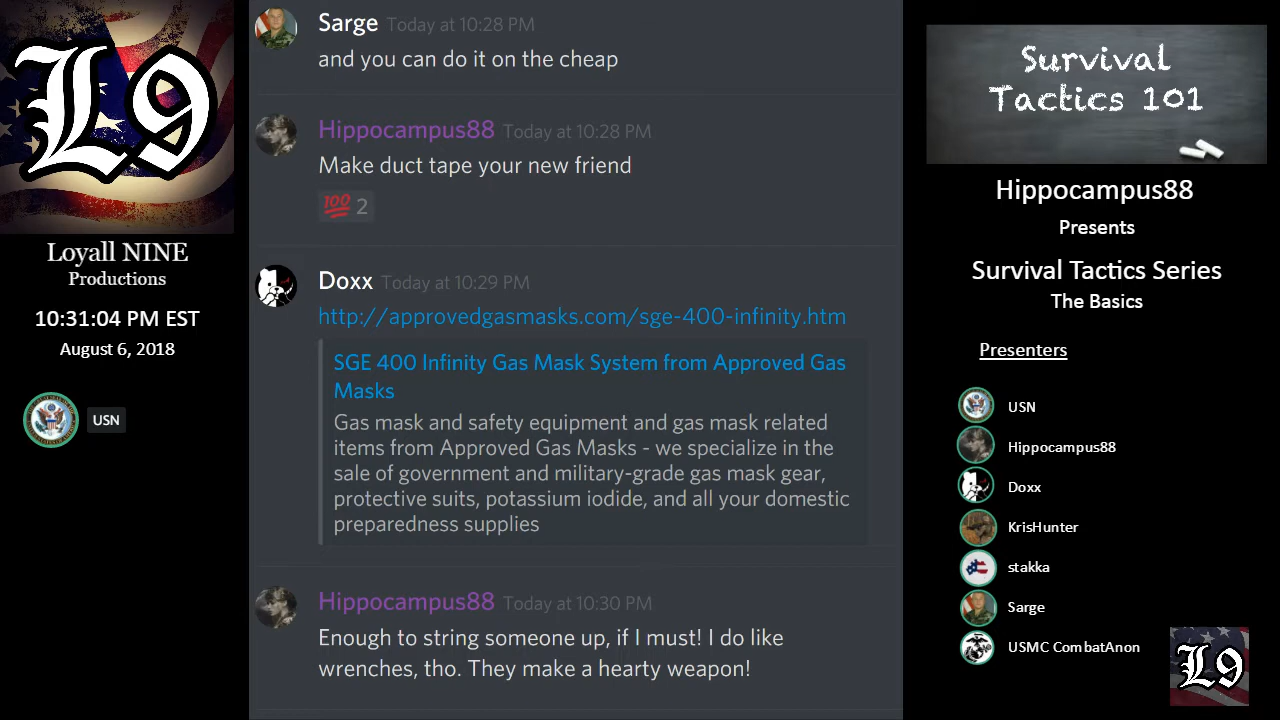 L9
Loyall NINE
Productions
10:31:04 PM EST
August 6, 2018
USN
Sarge Today at 10:28 PM
and you can do it on the cheap
Hippocampus88 Today at 10:28 PM
Make duct tape your new friend
100 2
Doxx Today at 10:29 PM
http://approvedgasmasks.com/sge-400-infinity.htm
SGE 400 Infinity Gas Mask System from Approved Gas
Masks
Gas mask and safety equipment and gas mask related
items from Approved Gas Masks - we specialize in the
sale of government and military-grade gas mask gear,
protective suits, potassium iodide, and all your domestic
preparedness supplies
Hippocampus88 Today at 10:30 PM
Enough to string someone up, if I must! I do like
wrenches, tho. They make a hearty weapon!
Survival
Tactics 101
Hippocampus88
Presents
Survival Tactics Series
The Basics
Presenters
USN
Hippocampus88
Doxx
KrisHunter
stakka
Sarge
USMC CombatAnon
L9